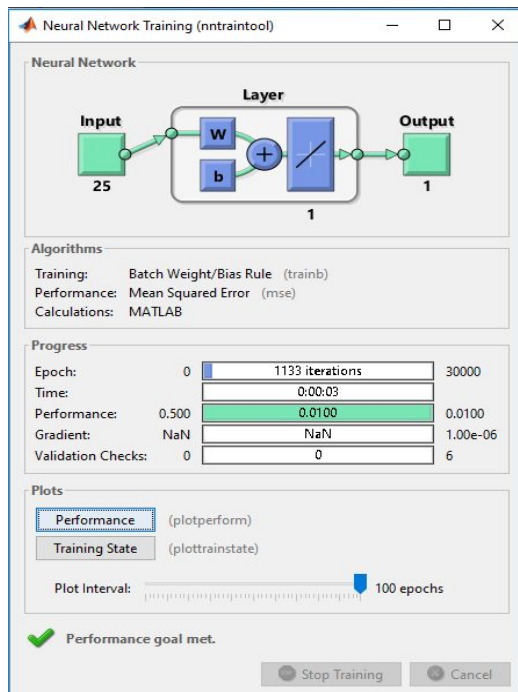 Neural Network Training (nntraintool)
Neural Network
Layer
Input
Output
W
b
25
1
1
Algorithms
Training: Batch Weight/Bias Rule (trainb)
Performance: Mean Squared Error (mse)
Calculations: MATLAB
Progress
Epoch: 0 1133 iterations 30000
Time: 0:00:03
Performance: 0.500 0.0100 0.0100
Gradient: NaN NaN 1.00e-06
Validation Checks: 0 0 6
Plots
Performance (plotperform)
Training State (plottrainstate)
Plot Interval: 100 epochs
Performance goal met.
Stop Training Cancel